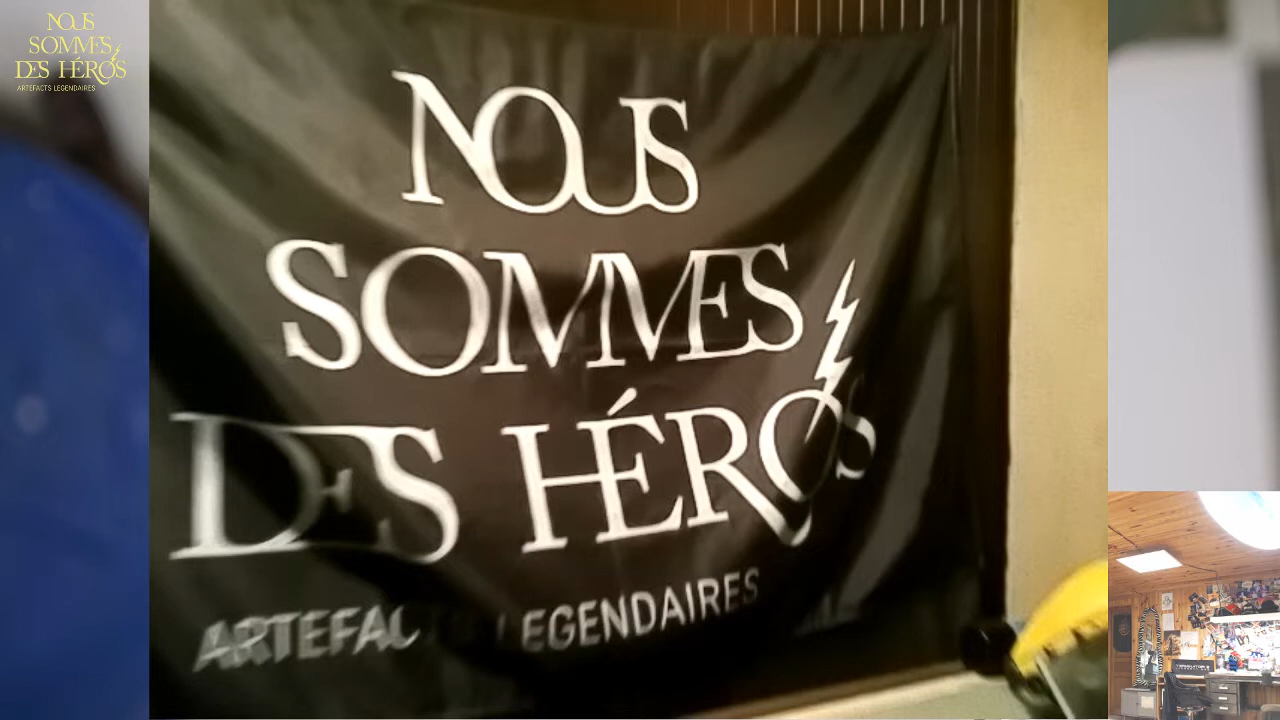 NOUS
SOMMES
DES HÉROS
ARTEFACTS LEGENDAIRES
NOUS
SOMMES
DES HÉROS
LEGENDAIRES